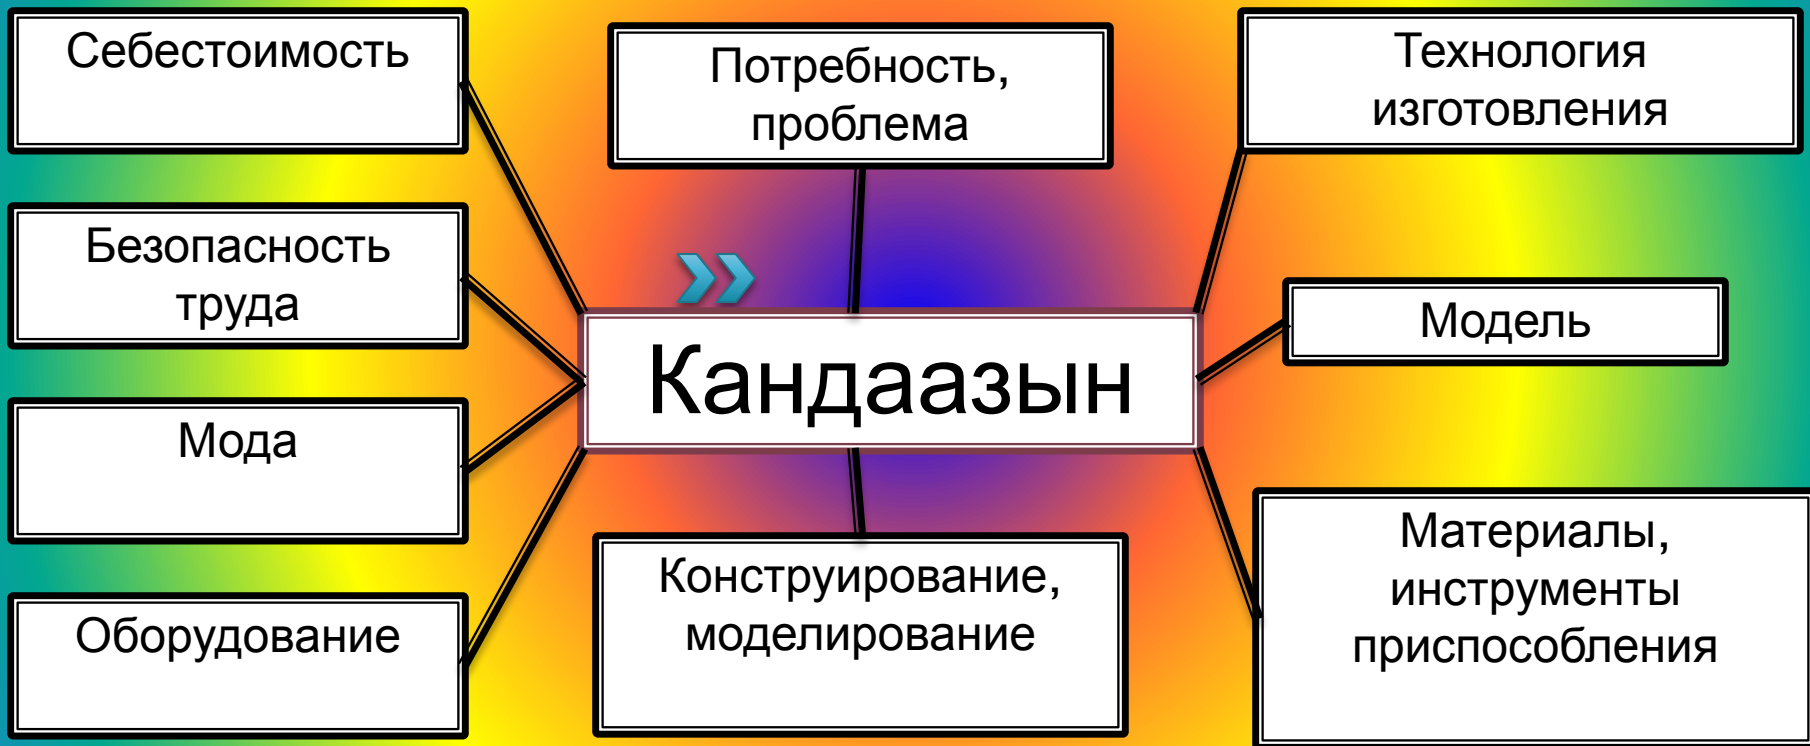 Себестоимость
Потребность,
проблема
Технология
изготовления
Безопасность
труда
Модель
Кандаазын
Мода
Материалы,
инструменты
приспособления
Конструирование,
моделирование
Оборудование